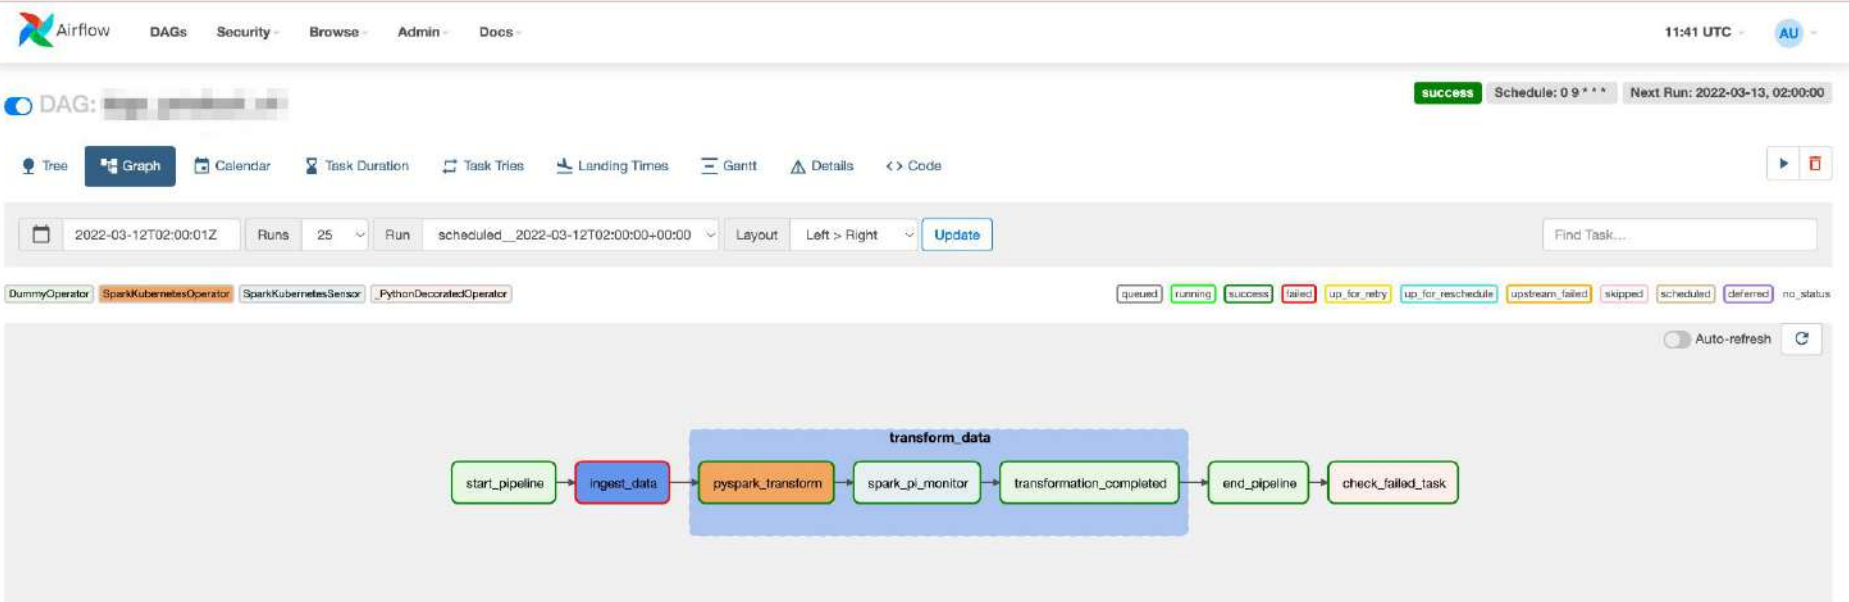 Airflow DAGs Security Browse Admin Docs 11:41 UTC AU
DAG:
success Schedule: 0 9 * * * Next Run: 2022-03-13, 02:00:00
Tree Graph Calendar Task Duration Task Tries Landing Times Gantt Details <> Code
2022-03-12T02:00:01Z Runs 25 Run scheduled__2022-03-12T02:00:00+00:00 Layout Left > Right Update Find Task...
DummyOperator SparkKubernetesOperator SparkKubernetesSensor _PythonDecoratedOperator queued running success failed up_for_retry up_for_reschedule upstream_failed skipped scheduled deferred no_status
Auto-refresh
transform_data
start_pipeline ingest_data pyspark_transform spark_pi_monitor transformation_completed end_pipeline check_failed_task